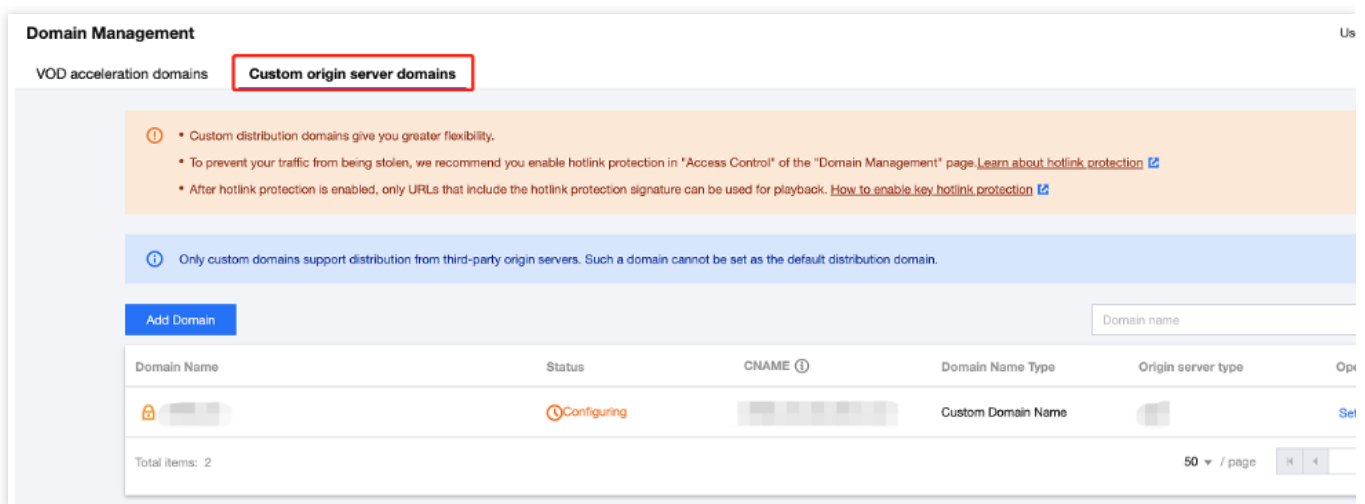 Domain Management
VOD acceleration domains Custom origin server domains
• Custom distribution domains give you greater flexibility.
• To prevent your traffic from being stolen, we recommend you enable hotlink protection in "Access Control" of the "Domain Management" page.Learn about hotlink protection
• After hotlink protection is enabled, only URLs that include the hotlink protection signature can be used for playback. How to enable key hotlink protection
Only custom domains support distribution from third-party origin servers. Such a domain cannot be set as the default distribution domain.
Add Domain Domain name
Domain Name Status CNAME Domain Name Type Origin server type
Configuring Custom Domain Name Set
Total items: 2 50 / page